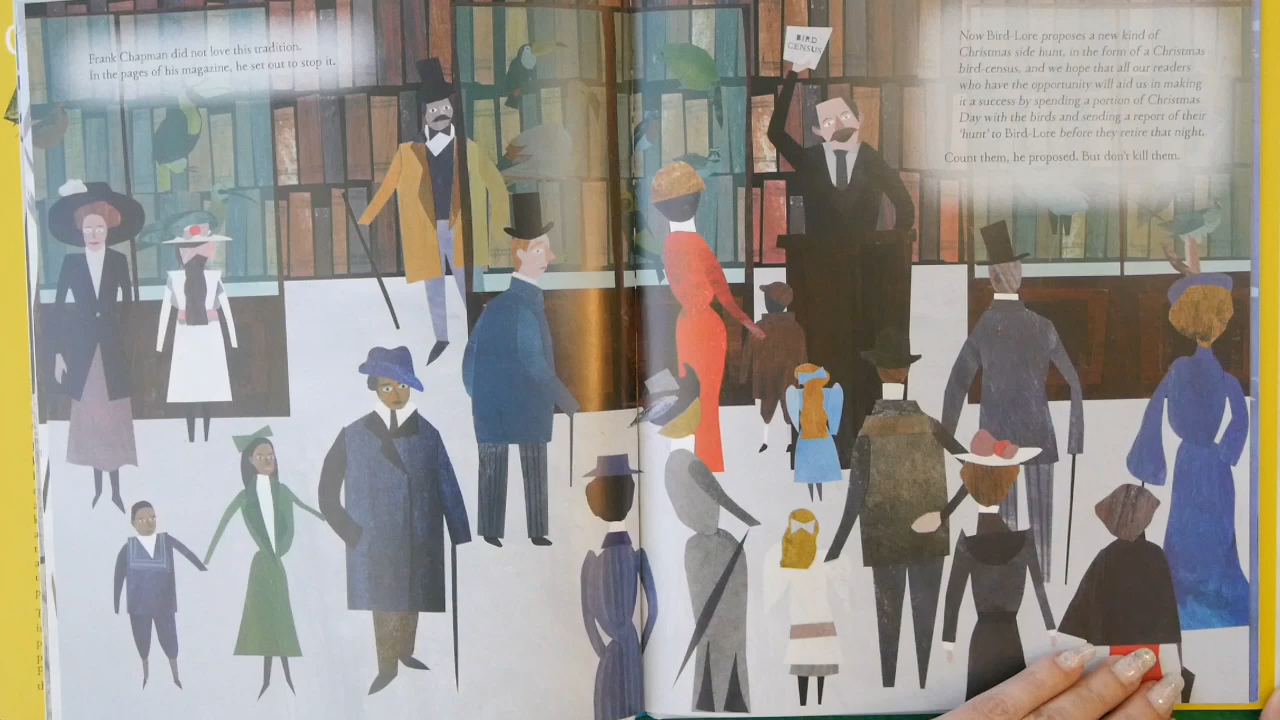 Frank Chapman did not love this tradition.
In the pages of his magazine, he set out to stop it.
BIRD
CENSUS
Now Bird-Lore proposes a new kind of
Christmas side hunt, in the form of a Christmas
bird-census, and we hope that all our readers
who have the opportunity will aid us in making
it a success by spending a portion of Christmas
Day with the birds and sending a report of their
'hunt' to Bird-Lore before they retire that night.
Count them, he proposed. But don't kill them.